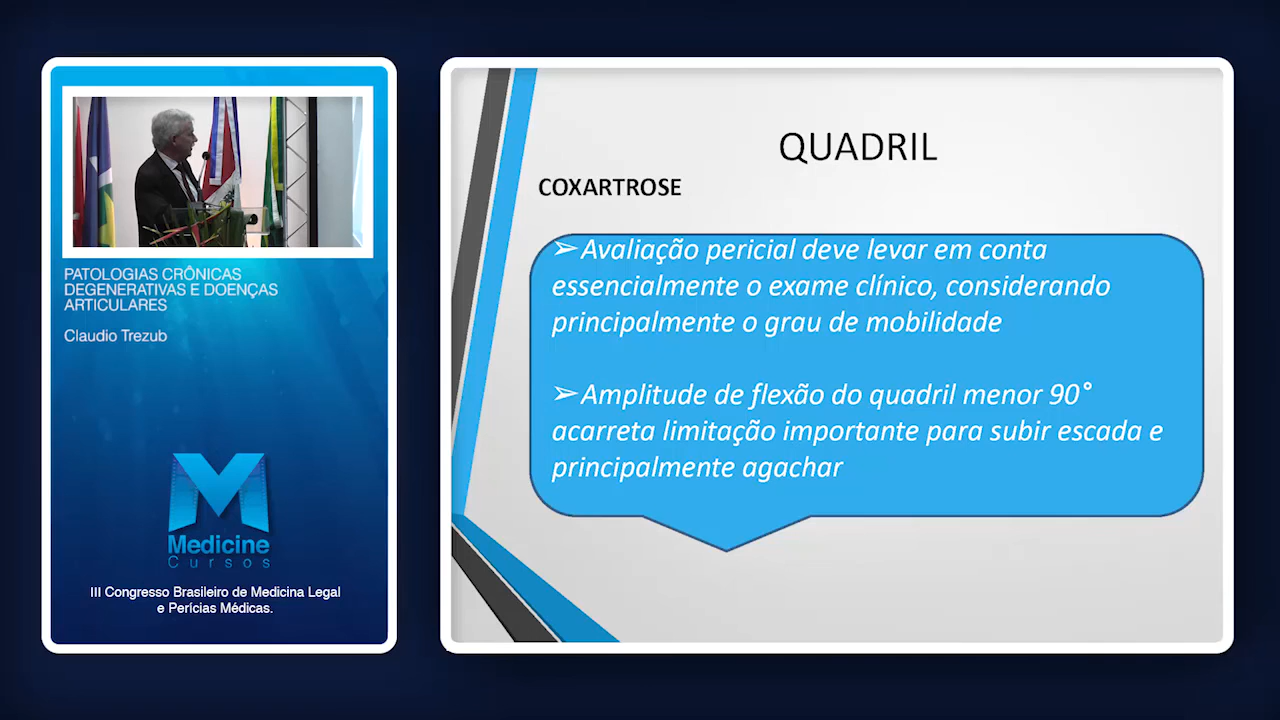 PATOLOGIAS CRÔNICAS
DEGENERATIVAS E DOENÇAS
ARTICULARES
Claudio Trezub
Medicine
Cursos
III Congresso Brasileiro de Medicina Legal
e Perícias Médicas.
QUADRIL
COXARTROSE
➢Avaliação pericial deve levar em conta
essencialmente o exame clínico, considerando
principalmente o grau de mobilidade
➢Amplitude de flexão do quadril menor 90°
acarreta limitação importante para subir escada e
principalmente agachar